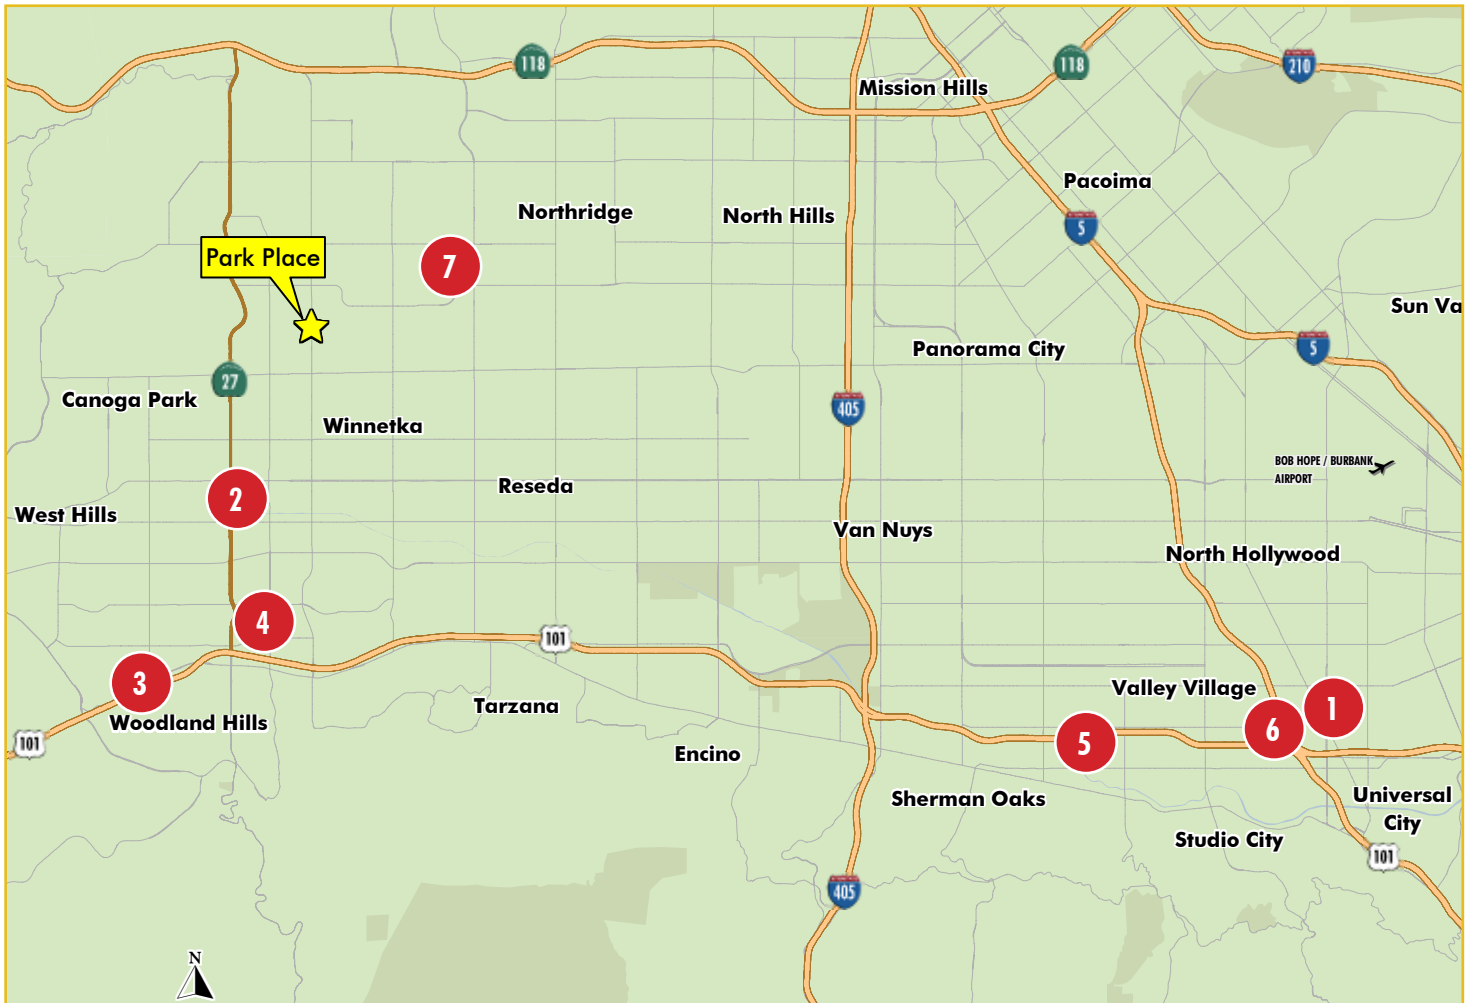 118
118
210
Mission Hills
Pacoima
Northridge
North Hills
5
Park Place
7
Sun Va
Panorama City
5
27
Canoga Park
405
Winnetka
BOB HOPE / BURBANK
AIRPORT
Reseda
2
West Hills
Van Nuys
North Hollywood
4
101
3
Valley Village
Tarzana
1
Woodland Hills
6
101
5
Encino
Sherman Oaks
Universal
City
Studio City
101
405
N